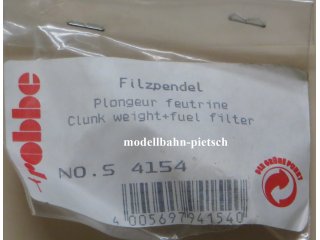 robbe
Filzpendel
Plongeur feutrine
Clunk weight+fuel filter
modellbahn-pietsch
NO.S 4154
DER GRÜNE PUNKT
4 005697 941540